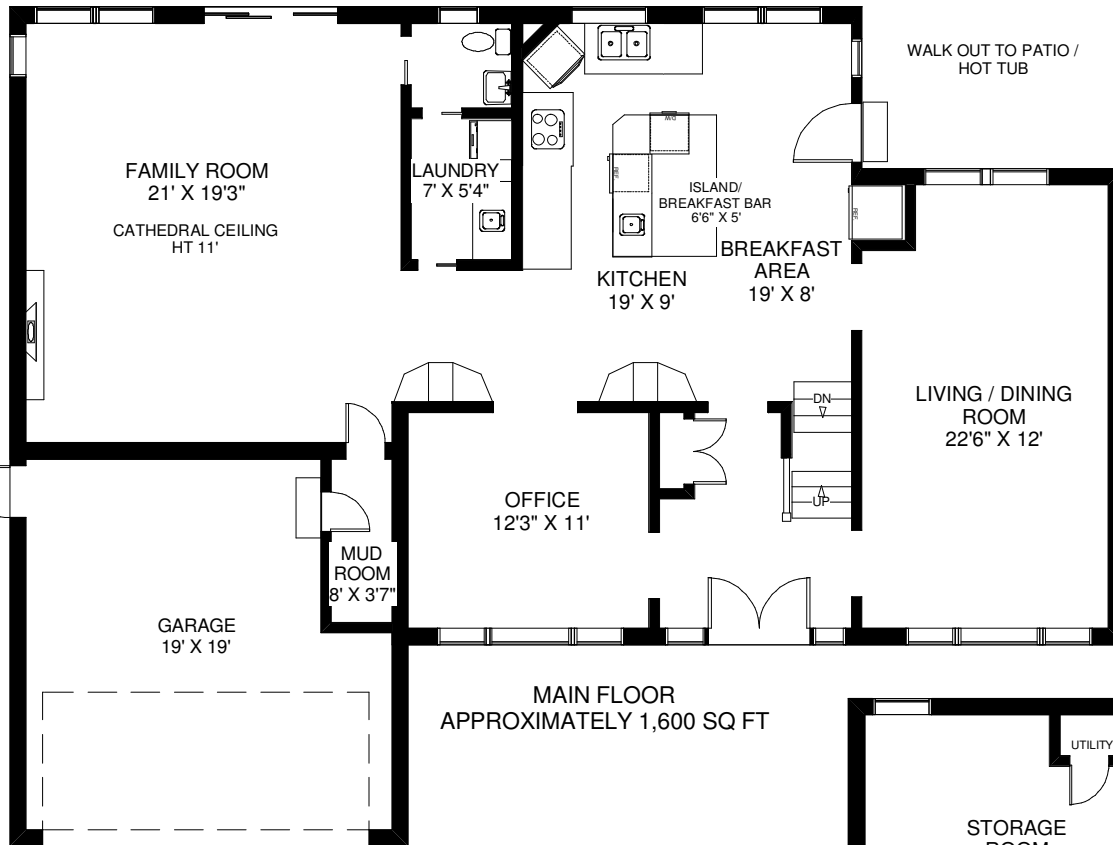 WALK OUT TO PATIO /
HOT TUB
FAMILY ROOM
21' X 19'3"
CATHEDRAL CEILING
HT 11'
LAUNDRY
7' X 5'4"
D/W
REF
ISLAND/
BREAKFAST BAR
6'6" X 5'
REF
KITCHEN
19' X 9'
BREAKFAST
AREA
19' X 8'
DN
UP
LIVING / DINING
ROOM
22'6" X 12'
OFFICE
12'3" X 11'
MUD
ROOM
8' X 3'7"
GARAGE
19' X 19'
MAIN FLOOR
APPROXIMATELY 1,600 SQ FT
UTILITY
STORAGE
ROOM